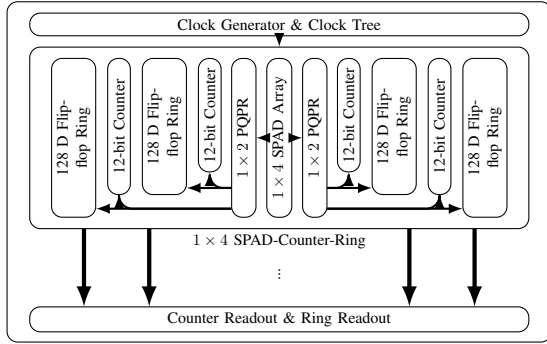 Clock Generator & Clock Tree
128 D Flip-
flop Ring
12-bit Counter
128 D Flip-
flop Ring
12-bit Counter
1 × 2 PQPR
1 × 4 SPAD Array
1 × 2 PQPR
12-bit Counter
128 D Flip-
flop Ring
12-bit Counter
128 D Flip-
flop Ring
1 × 4 SPAD-Counter-Ring
...
Counter Readout & Ring Readout